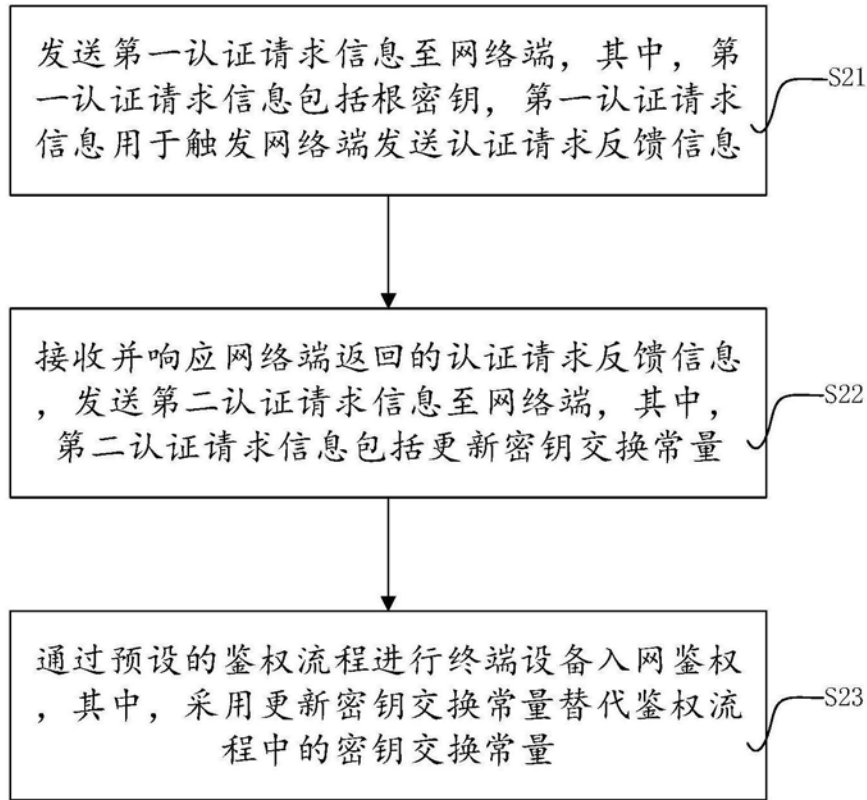 发送第一认证请求信息至网络端，其中，第
一认证请求信息包括根密钥，第一认证请求
信息用于触发网络端发送认证请求反馈信息
S21
接收并响应网络端返回的认证请求反馈信息
，发送第二认证请求信息至网络端，其中，
第二认证请求信息包括更新密钥交换常量
S22
通过预设的鉴权流程进行终端设备入网鉴权
，其中，采用更新密钥交换常量替代鉴权流
程中的密钥交换常量
S23